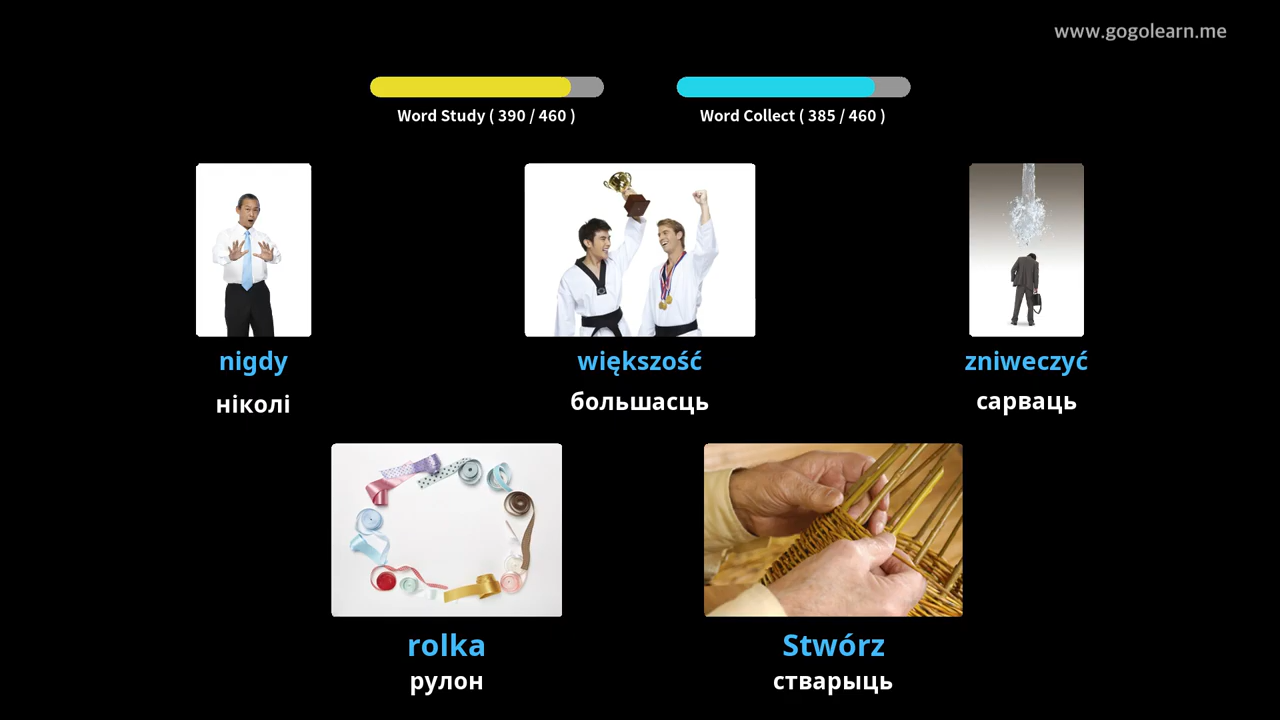 www.gogolearn.me
Word Study ( 390 / 460 )
Word Collect ( 385 / 460 )
nigdy
ніколі
większość
большасць
zniweczyć
сарваць
rolka
рулон
Stwórz
стварыць